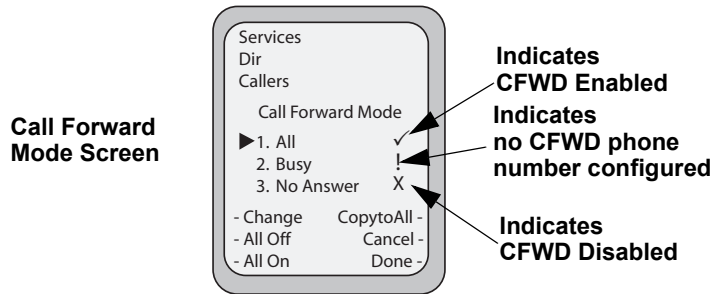 Call Forward
Mode Screen
Services
Dir
Callers
Call Forward Mode
1. All ✓
2. Busy !
3. No Answer X
- Change CopytoAll -
- All Off Cancel -
- All On Done -
Indicates
CFWD Enabled
Indicates
no CFWD phone
number configured
Indicates
CFWD Disabled